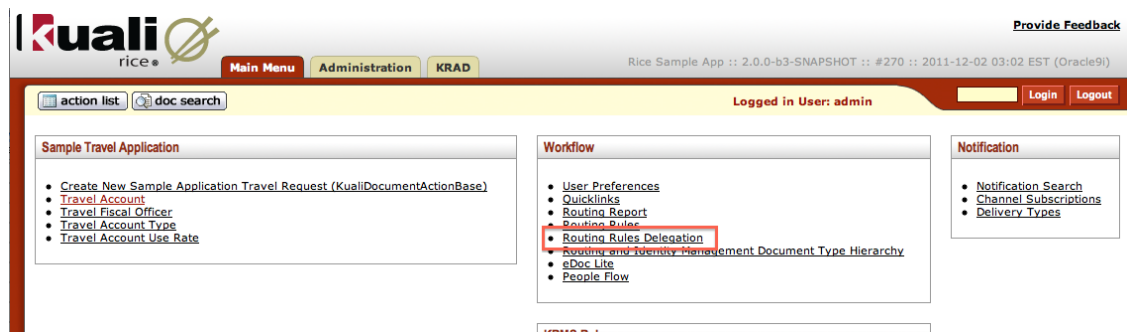 kuali
rice
Provide Feedback
Main Menu
Administration
KRAD
Rice Sample App :: 2.0.0-b3-SNAPSHOT :: #270 :: 2011-12-02 03:02 EST (Oracle9i)
action list
doc search
Logged in User: admin
Login
Logout
Sample Travel Application
Create New Sample Application Travel Request (KualiDocumentActionBase)
Travel Account
Travel Fiscal Officer
Travel Account Type
Travel Account Use Rate
Workflow
User Preferences
Quicklinks
Routing Report
Routing Rules
Routing Rules Delegation
Routing and Identity Management Document Type Hierarchy
eDoc Lite
People Flow
Notification
Notification Search
Channel Subscriptions
Delivery Types